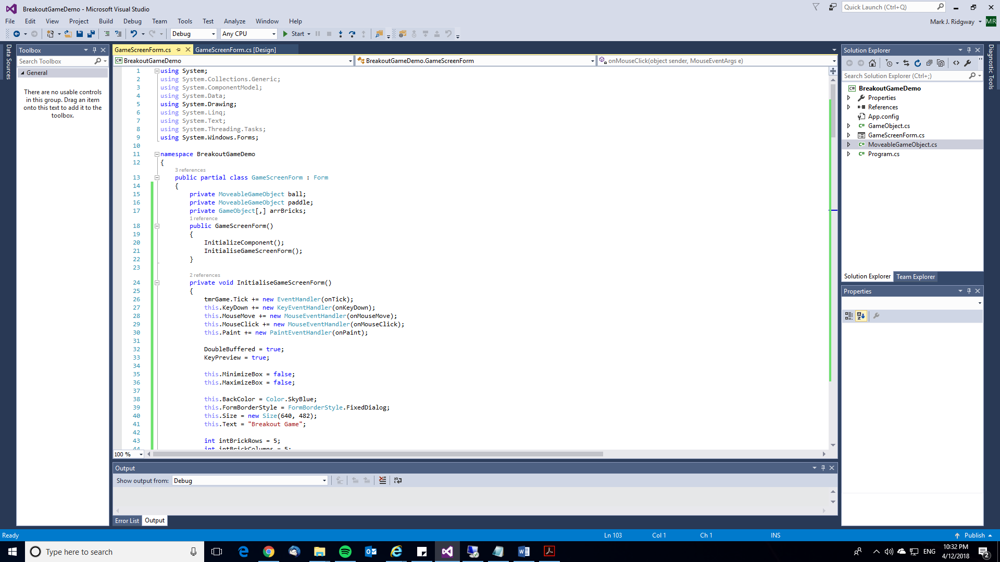 BreakoutGameDemo - Microsoft Visual Studio
Quick Launch (Ctrl+Q)
File Edit View Project Build Debug Team Tools Test Analyze Window Help
Mark J. Ridgway MR
Debug Any CPU Start
Data Sources
Toolbox
Search Toolbox
General
There are no usable controls
in this group. Drag an item
onto this text to add it to the
toolbox.
GameScreenForm.cs GameScreenForm.cs [Design]
BreakoutGameDemo BreakoutGameDemo.GameScreenForm onMouseClick(object sender, MouseEventArgs e)
1 using System;
2 using System.Collections.Generic;
3 using System.ComponentModel;
4 using System.Data;
5 using System.Drawing;
6 using System.Linq;
7 using System.Text;
8 using System.Threading.Tasks;
9 using System.Windows.Forms;
10
11 namespace BreakoutGameDemo
12 {
3 references
13 public partial class GameScreenForm : Form
14 {
15 private MoveableGameObject ball;
16 private MoveableGameObject paddle;
17 private GameObject[,] arrBricks;
1 reference
18 public GameScreenForm()
19 {
20 InitializeComponent();
21 InitialiseGameScreenForm();
22 }
23
2 references
24 private void InitialiseGameScreenForm()
25 {
26 tmrGame.Tick += new EventHandler(onTick);
27 this.KeyDown += new KeyEventHandler(onKeyDown);
28 this.MouseMove += new MouseEventHandler(onMouseMove);
29 this.MouseClick += new MouseEventHandler(onMouseClick);
30 this.Paint += new PaintEventHandler(onPaint);
31
32 DoubleBuffered = true;
33 KeyPreview = true;
34
35 this.MinimizeBox = false;
36 this.MaximizeBox = false;
37
38 this.BackColor = Color.SkyBlue;
39 this.FormBorderStyle = FormBorderStyle.FixedDialog;
40 this.Size = new Size(640, 482);
41 this.Text = "Breakout Game";
42
43 int intBrickRows = 5;
44 int intBrickColumns = 5;
100 %
Output
Show output from: Debug
Error List Output
Solution Explorer
Search Solution Explorer (Ctrl+;)
BreakoutGameDemo
Properties
References
App.config
GameObject.cs
GameScreenForm.cs
MoveableGameObject.cs
Program.cs
Solution Explorer Team Explorer
Properties
Diagnostic Tools
Ready Ln 103 Col 1 Ch 1 INS Publish
Type here to search
ENG
10:32 PM
4/12/2018
2